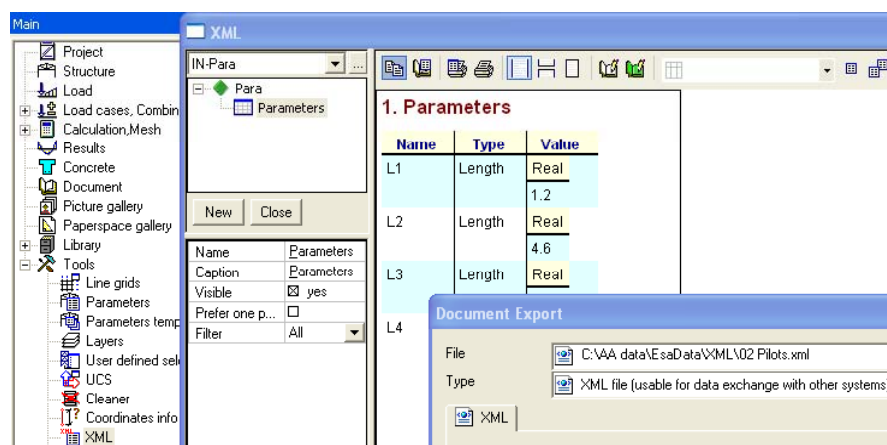 Main
Project
Structure
Load
Load cases, Combin
Calculation,Mesh
Results
Concrete
Document
Picture gallery
Paperspace gallery
Library
Tools
Line grids
Parameters
Parameters temp
Layers
User defined sel
UCS
Cleaner
Coordinates info
XML
XML
IN-Para
...
Para
Parameters
New Close
Name Parameters
Caption Parameters
Visible yes
Prefer one p...
Filter All
1. Parameters
Name Type Value
L1 Length Real
1.2
L2 Length Real
4.6
L3 Length Real
L4
Document Export
File C:\AA data\EsaData\XML\02 Pilots.xml
Type XML file (usable for data exchange with other systems
XML